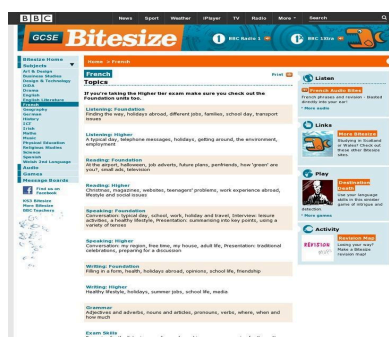 BBC News Sport Weather iPlayer TV Radio More Search
GCSE Bitesize
BBC Radio 1
BBC 1Xtra
Bitesize Home
Subjects
Art & Design
Business Studies
Design & Technology
DIDA
Drama
English
English Literature
French
Geography
German
History
ICT
Irish
Maths
Music
Physical Education
Religious Studies
Science
Spanish
Welsh 2nd Language
Audio
Games
Message Boards
Find us on
Facebook
KS3 Bitesize
More Bitesize
BBC Teachers
Home > French
French
Print
Topics
If you're taking the Higher tier exam make sure you check out the
Foundation units too.
Listening: Foundation
Finding the way, holidays abroad, different jobs, families, school day, transport
issues
Listening: Higher
A typical day, telephone messages, holidays, getting around, the environment,
employment
Reading: Foundation
At the airport, halloween, job adverts, future plans, penfriends, how 'green' are
you?, small ads, television
Reading: Higher
Christmas, magazines, websites, teenagers' problems, work experience abroad,
lifestyle and social issues
Speaking: Foundation
Conversation: typical day, school, work, holiday and travel, Interview: leisure
activities, a healthy lifestyle, Presentation: summarising into key points, using a
variety of tenses
Speaking: Higher
Conversation: my region, free time, my house, adult life, Presentation: traditional
celebrations, preparing for a discussion
Writing: Foundation
Filling in a form, health, holidays abroad, opinions, school life, friendship
Writing: Higher
Healthy lifestyle, holidays, summer jobs, school life, media
Grammar
Adjectives and adverbs, nouns and articles, pronouns, verbs, where, when and
how much
Exam Skills
Listen
French Audio Bites
French phrases and revision - blasted
directly into your ear!
More audio
Links
More Bitesize
Studying in Scotland
or Wales? Check out
these other Bitesize
sites
Play
Destination
Death
Use your language
skills in this sinister
game of intrigue and
detection
More games
Activity
REVISION
MAP
Revision Map
Losing your way?
Make a Bitesize
revision map!